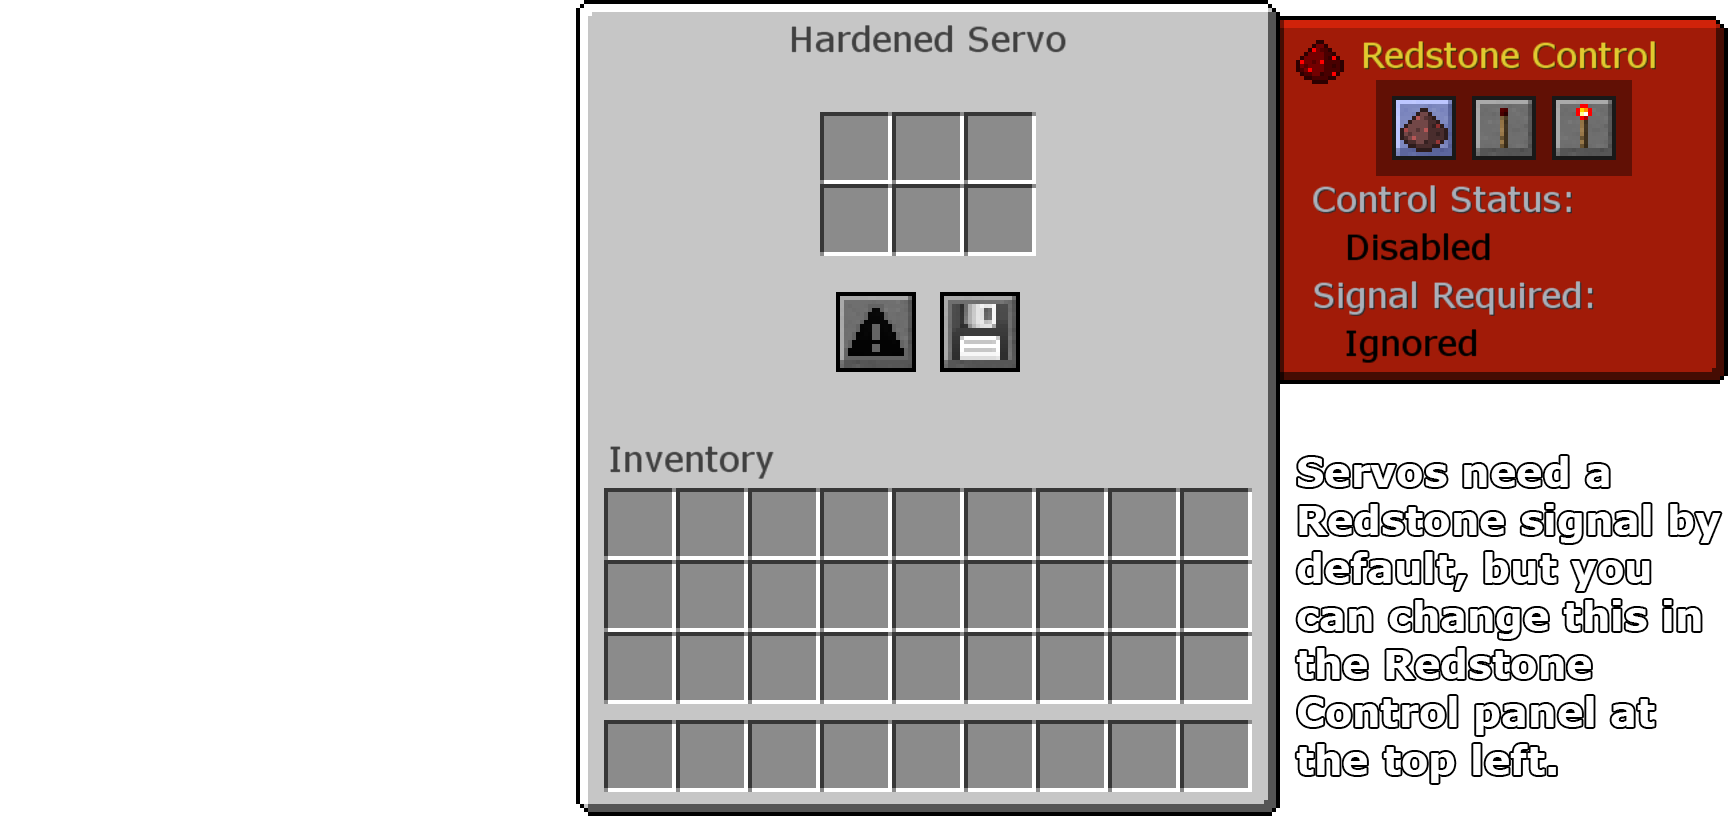 Hardened Servo
Redstone Control
Control Status:
Disabled
Signal Required:
Ignored
Inventory
Servos need a
Redstone signal by
default, but you
can change this in
the Redstone
Control panel at
the top left.